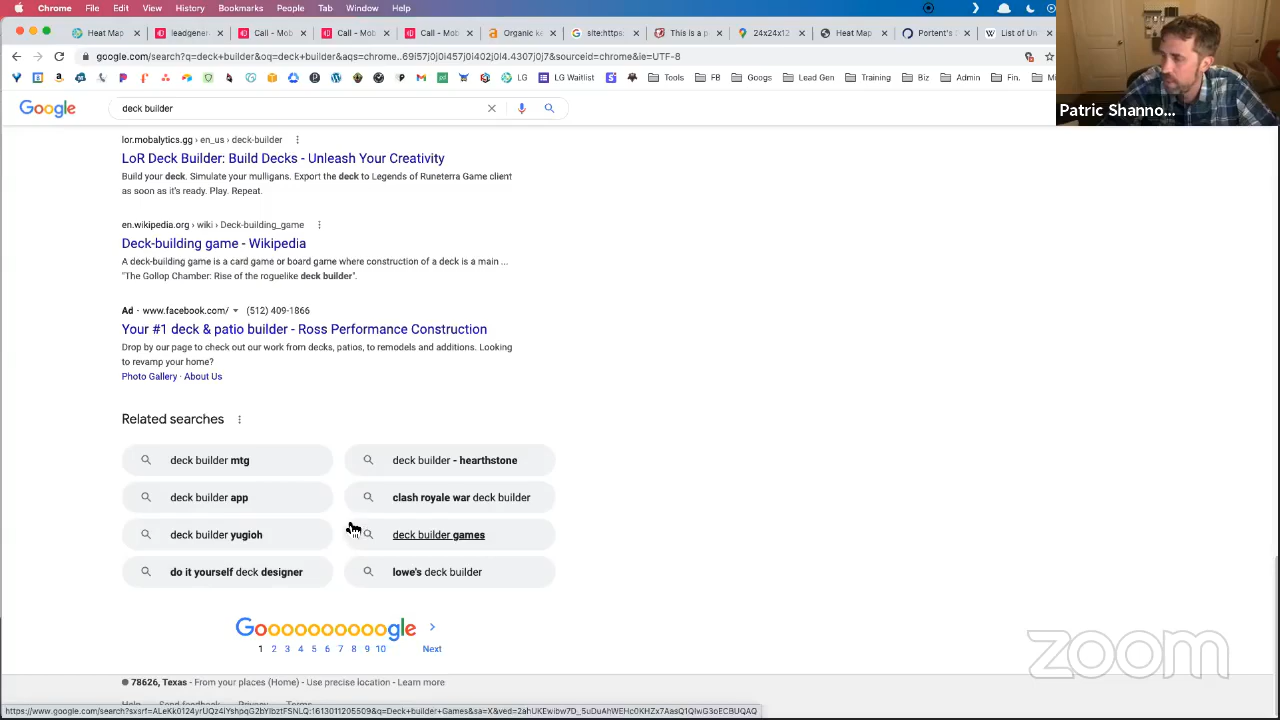 Chrome File Edit View History Bookmarks People Tab Window Help
Heat Map
leadgener
Call - Mob
Call - Mob
Call - Mob
Organic ke
site:https:
This is a p
24x24x12
Heat Map
Portent's
List of Un
google.com/search?q=deck+builder&oq=deck+builder&aqs=chrome..69i57j0j0i457j0i402j0l4.4307j0j7&sourceid=chrome&ie=UTF-8
LG LG Waitlist Tools FB Googs Lead Gen Training Biz Admin Fin.
Patric Shanno...
Google
deck builder
lor.mobalytics.gg › en_us › deck-builder
LoR Deck Builder: Build Decks - Unleash Your Creativity
Build your deck. Simulate your mulligans. Export the deck to Legends of Runeterra Game client
as soon as it's ready. Play. Repeat.
en.wikipedia.org › wiki › Deck-building_game
Deck-building game - Wikipedia
A deck-building game is a card game or board game where construction of a deck is a main ...
"The Gollop Chamber: Rise of the roguelike deck builder".
Ad · www.facebook.com/ (512) 409-1866
Your #1 deck & patio builder - Ross Performance Construction
Drop by our page to check out our work from decks, patios, to remodels and additions. Looking
to revamp your home?
Photo Gallery · About Us
Related searches
deck builder mtg
deck builder - hearthstone
deck builder app
clash royale war deck builder
deck builder yugioh
deck builder games
do it yourself deck designer
lowe's deck builder
Goooooooooogle
1 2 3 4 5 6 7 8 9 10 Next
zoom
78626, Texas - From your places (Home) - Use precise location - Learn more
Help Send feedback Privacy Terms